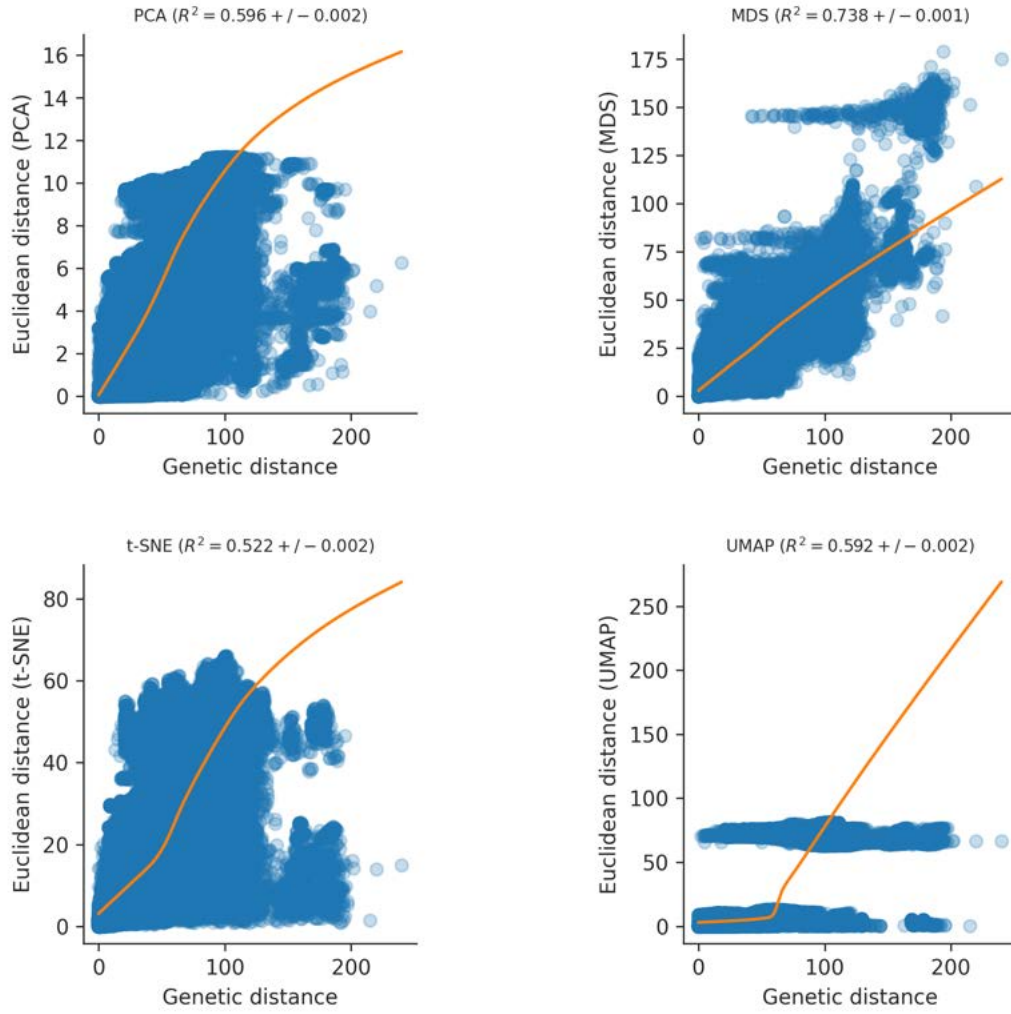 PCA (R² = 0.596 + / − 0.002)
16
14
12
10
8
6
4
2
0
Euclidean distance (PCA)
0 100 200
Genetic distance
MDS (R² = 0.738 + / − 0.001)
175
150
125
100
75
50
25
0
Euclidean distance (MDS)
0 100 200
Genetic distance
t-SNE (R² = 0.522 + / − 0.002)
80
60
40
20
0
Euclidean distance (t-SNE)
0 100 200
Genetic distance
UMAP (R² = 0.592 + / − 0.002)
250
200
150
100
50
0
Euclidean distance (UMAP)
0 100 200
Genetic distance